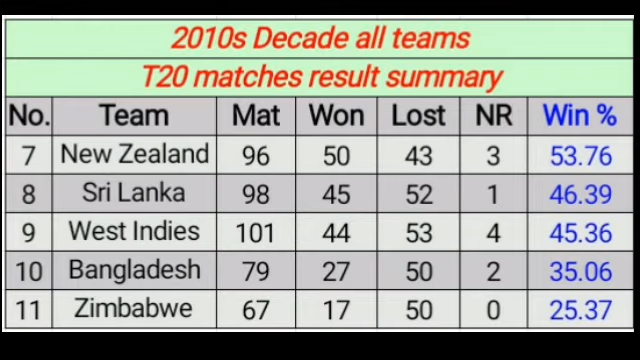 2010s Decade all teams
T20 matches result summary
No. Team Mat Won Lost NR Win %
7 New Zealand 96 50 43 3 53.76
8 Sri Lanka 98 45 52 1 46.39
9 West Indies 101 44 53 4 45.36
10 Bangladesh 79 27 50 2 35.06
11 Zimbabwe 67 17 50 0 25.37